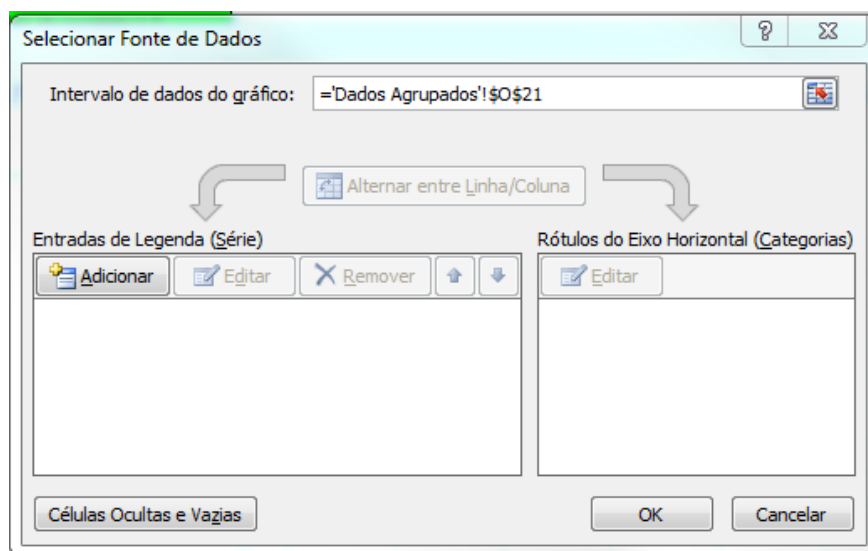 Selecionar Fonte de Dados
Intervalo de dados do gráfico: ='Dados Agrupados'!$O$21
Alternar entre Linha/Coluna
Entradas de Legenda (Série)
Adicionar Editar Remover
Rótulos do Eixo Horizontal (Categorias)
Editar
Células Ocultas e Vazias
OK Cancelar